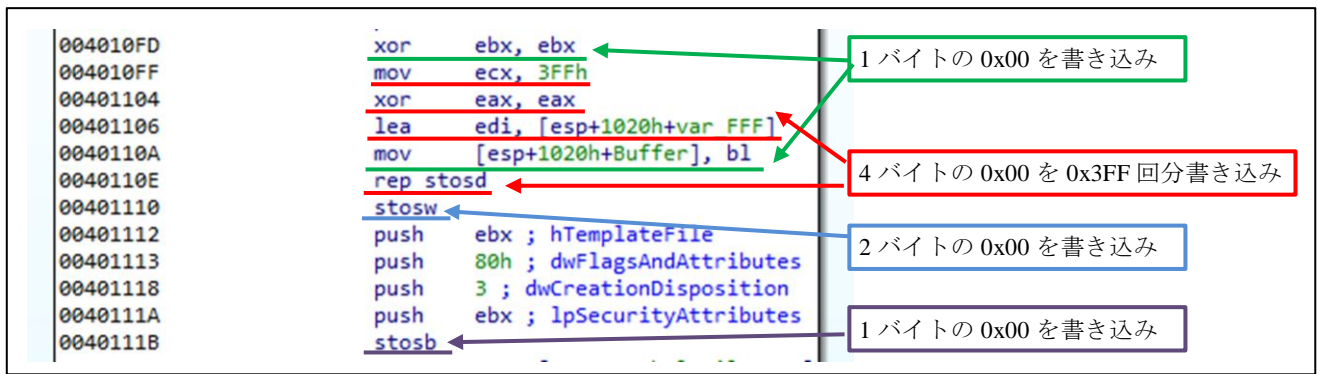 004010FD xor ebx, ebx
1 バイトの 0x00 を書き込み
004010FF mov ecx, 3FFh
00401104 xor eax, eax
00401106 lea edi, [esp+1020h+var_FFF]
0040110A mov [esp+1020h+Buffer], bl
4 バイトの 0x00 を 0x3FF 回分書き込み
0040110E rep stosd
00401110 stosw
00401112 push ebx ; hTemplateFile
2 バイトの 0x00 を書き込み
00401113 push 80h ; dwFlagsAndAttributes
00401118 push 3 ; dwCreationDisposition
0040111A push ebx ; lpSecurityAttributes
1 バイトの 0x00 を書き込み
0040111B stosb